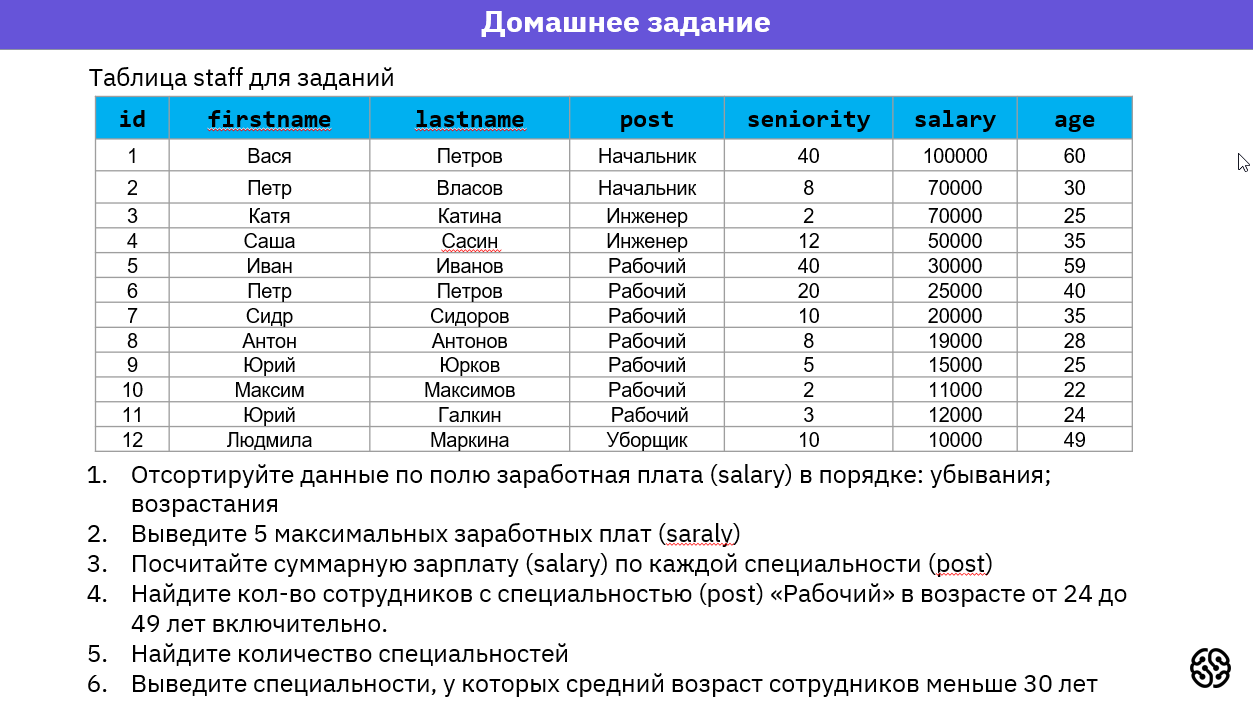 Домашнее задание
Таблица staff для заданий
id firstname lastname post seniority salary age
1 Вася Петров Начальник 40 100000 60
2 Петр Власов Начальник 8 70000 30
3 Катя Катина Инженер 2 70000 25
4 Саша Сасин Инженер 12 50000 35
5 Иван Иванов Рабочий 40 30000 59
6 Петр Петров Рабочий 20 25000 40
7 Сидр Сидоров Рабочий 10 20000 35
8 Антон Антонов Рабочий 8 19000 28
9 Юрий Юрков Рабочий 5 15000 25
10 Максим Максимов Рабочий 2 11000 22
11 Юрий Галкин Рабочий 3 12000 24
12 Людмила Маркина Уборщик 10 10000 49
1. Отсортируйте данные по полю заработная плата (salary) в порядке: убывания;
возрастания
2. Выведите 5 максимальных заработных плат (saraly)
3. Посчитайте суммарную зарплату (salary) по каждой специальности (post)
4. Найдите кол-во сотрудников с специальностью (post) «Рабочий» в возрасте от 24 до
49 лет включительно.
5. Найдите количество специальностей
6. Выведите специальности, у которых средний возраст сотрудников меньше 30 лет